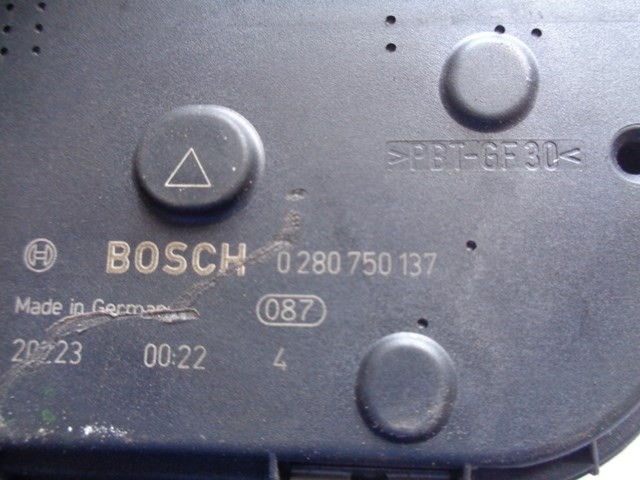 >PBT-GF30<
BOSCH 0 280 750 137
Made in Germany 087
20223 00:22 4